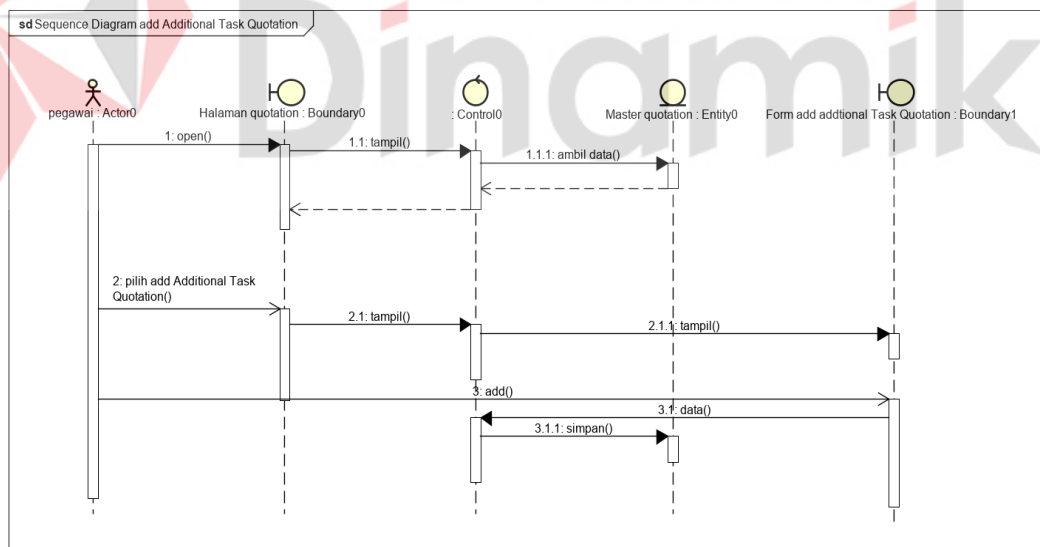 Dinamik
sd Sequence Diagram add Additional Task Quotation
pegawai : Actor0
Halaman quotation : Boundary0
: Control0
Master quotation : Entity0
Form add addtional Task Quotation : Boundary1
1: open()
1.1: tampil()
1.1.1: ambil data()
2: pilih add Additional Task
Quotation()
2.1: tampil()
2.1.1: tampil()
3: add()
3.1: data()
3.1.1: simpan()